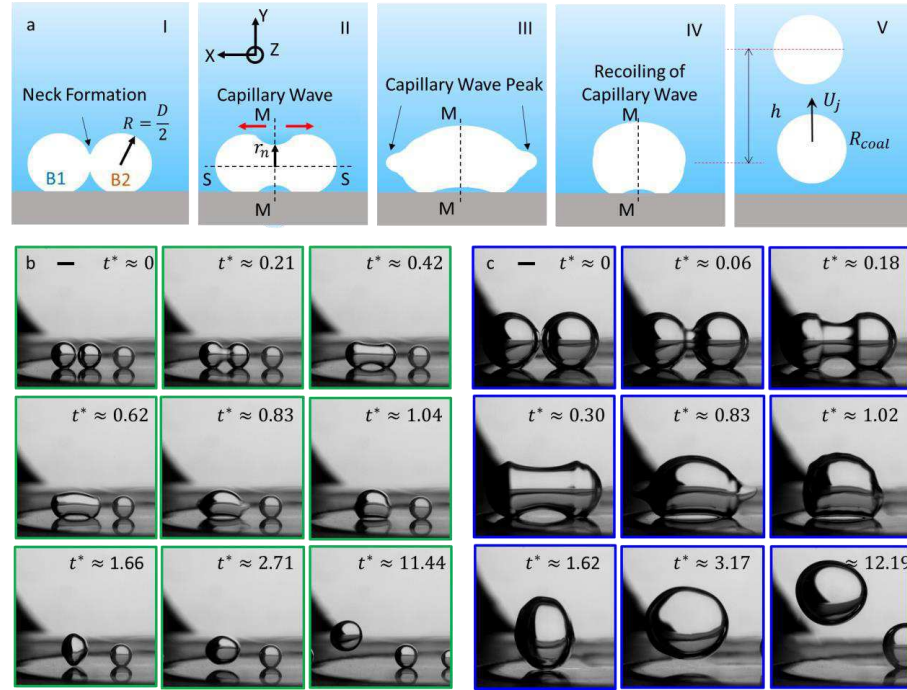 a
I
Neck Formation
R = D/2
B1
B2
II
Y
X
Z
Capillary Wave
M
r_n
S
S
M
III
Capillary Wave Peak
M
M
IV
Recoiling of
Capillary Wave
M
M
V
h
U_j
R_coal
b
t* ≈ 0
t* ≈ 0.21
t* ≈ 0.42
t* ≈ 0.62
t* ≈ 0.83
t* ≈ 1.04
t* ≈ 1.66
t* ≈ 2.71
t* ≈ 11.44
c
t* ≈ 0
t* ≈ 0.06
t* ≈ 0.18
t* ≈ 0.30
t* ≈ 0.83
t* ≈ 1.02
t* ≈ 1.62
t* ≈ 3.17
≈ 12.19